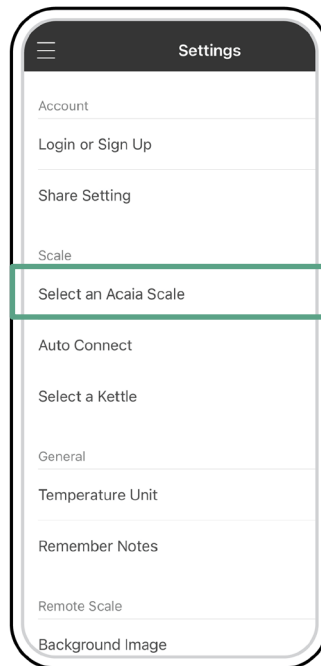 Settings
Account
Login or Sign Up
Share Setting
Scale
Select an Acaia Scale
Auto Connect
Select a Kettle
General
Temperature Unit
Remember Notes
Remote Scale
Background Image